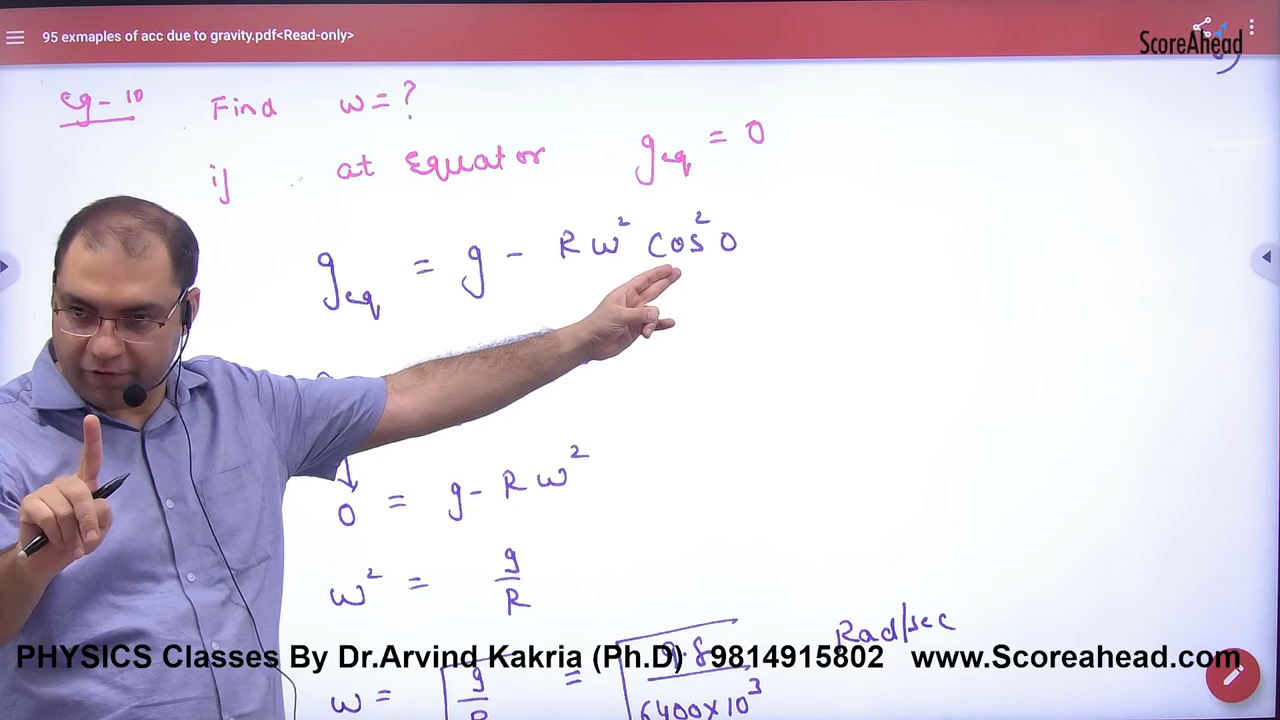 95 exmaples of acc due to gravity.pdf<Read-only>
ScoreAhead
eg - 10 Find ω = ?
if at Equator g_eq = 0
g_eq = g - Rω² Cos² 0
0 = g - Rω²
ω² = g/R
Rad/sec
ω = √(g/R) = √(9.8/6400×10³)
PHYSICS Classes By Dr.Arvind Kakria (Ph.D) 9814915802 www.Scoreahead.com